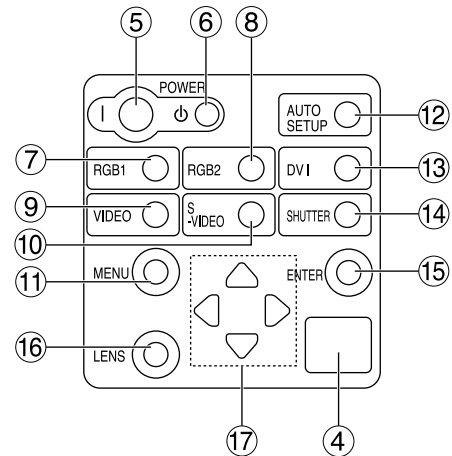 ⑤ ⑥ ⑧
POWER
I ⏻
AUTO
SETUP
⑫
⑦ RGB1 RGB2 DVI ⑬
⑨ VIDEO S
-VIDEO SHUTTER ⑭
⑩
⑪ MENU ENTER ⑮
⑯ LENS
⑰ ④